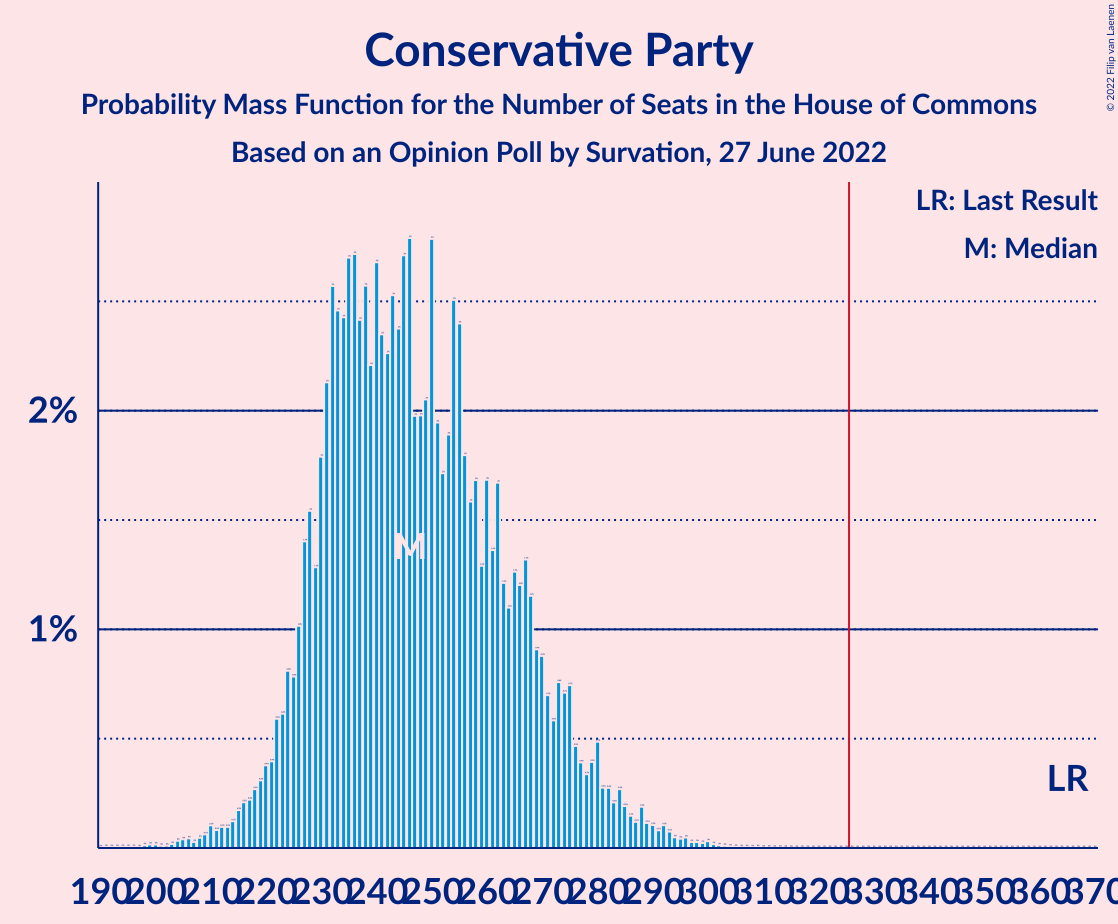 Conservative Party
Probability Mass Function for the Number of Seats in the House of Commons
Based on an Opinion Poll by Survation, 27 June 2022
© 2022 Filip van Laenen
LR: Last Result
M: Median
2%
1%
M
LR
190 200 210 220 230 240 250 260 270 280 290 300 310 320 330 340 350 360 370